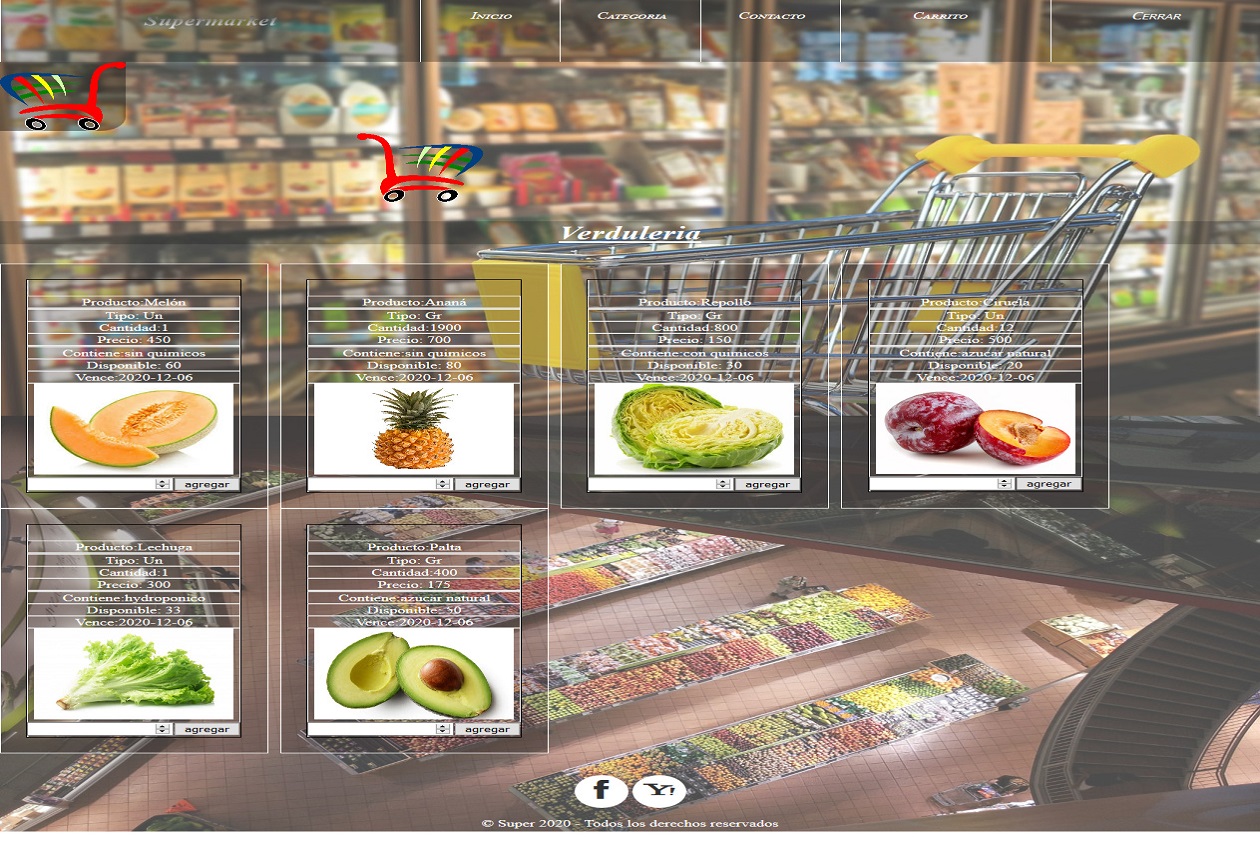 Supermarket
Inicio
Categoria
Contacto
Carrito
Cerrar
Verduleria
Producto:Melón
Tipo: Un
Cantidad:1
Precio: 450
Contiene:sin quimicos
Disponible: 60
Vence:2020-12-06
agregar
Producto:Ananá
Tipo: Gr
Cantidad:1900
Precio: 700
Contiene:sin quimicos
Disponible: 80
Vence:2020-12-06
agregar
Producto:Repollo
Tipo: Gr
Cantidad:800
Precio: 150
Contiene:con quimicos
Disponible: 30
Vence:2020-12-06
agregar
Producto:Ciruela
Tipo: Un
Cantidad:12
Precio: 500
Contiene:azucar natural
Disponible: 20
Vence:2020-12-06
agregar
Producto:Lechuga
Tipo: Un
Cantidad:1
Precio: 300
Contiene:hydroponico
Disponible: 33
Vence:2020-12-06
agregar
Producto:Palta
Tipo: Gr
Cantidad:400
Precio: 175
Contiene:azucar natural
Disponible: 50
Vence:2020-12-06
agregar
f
Y!
© Super 2020 - Todos los derechos reservados